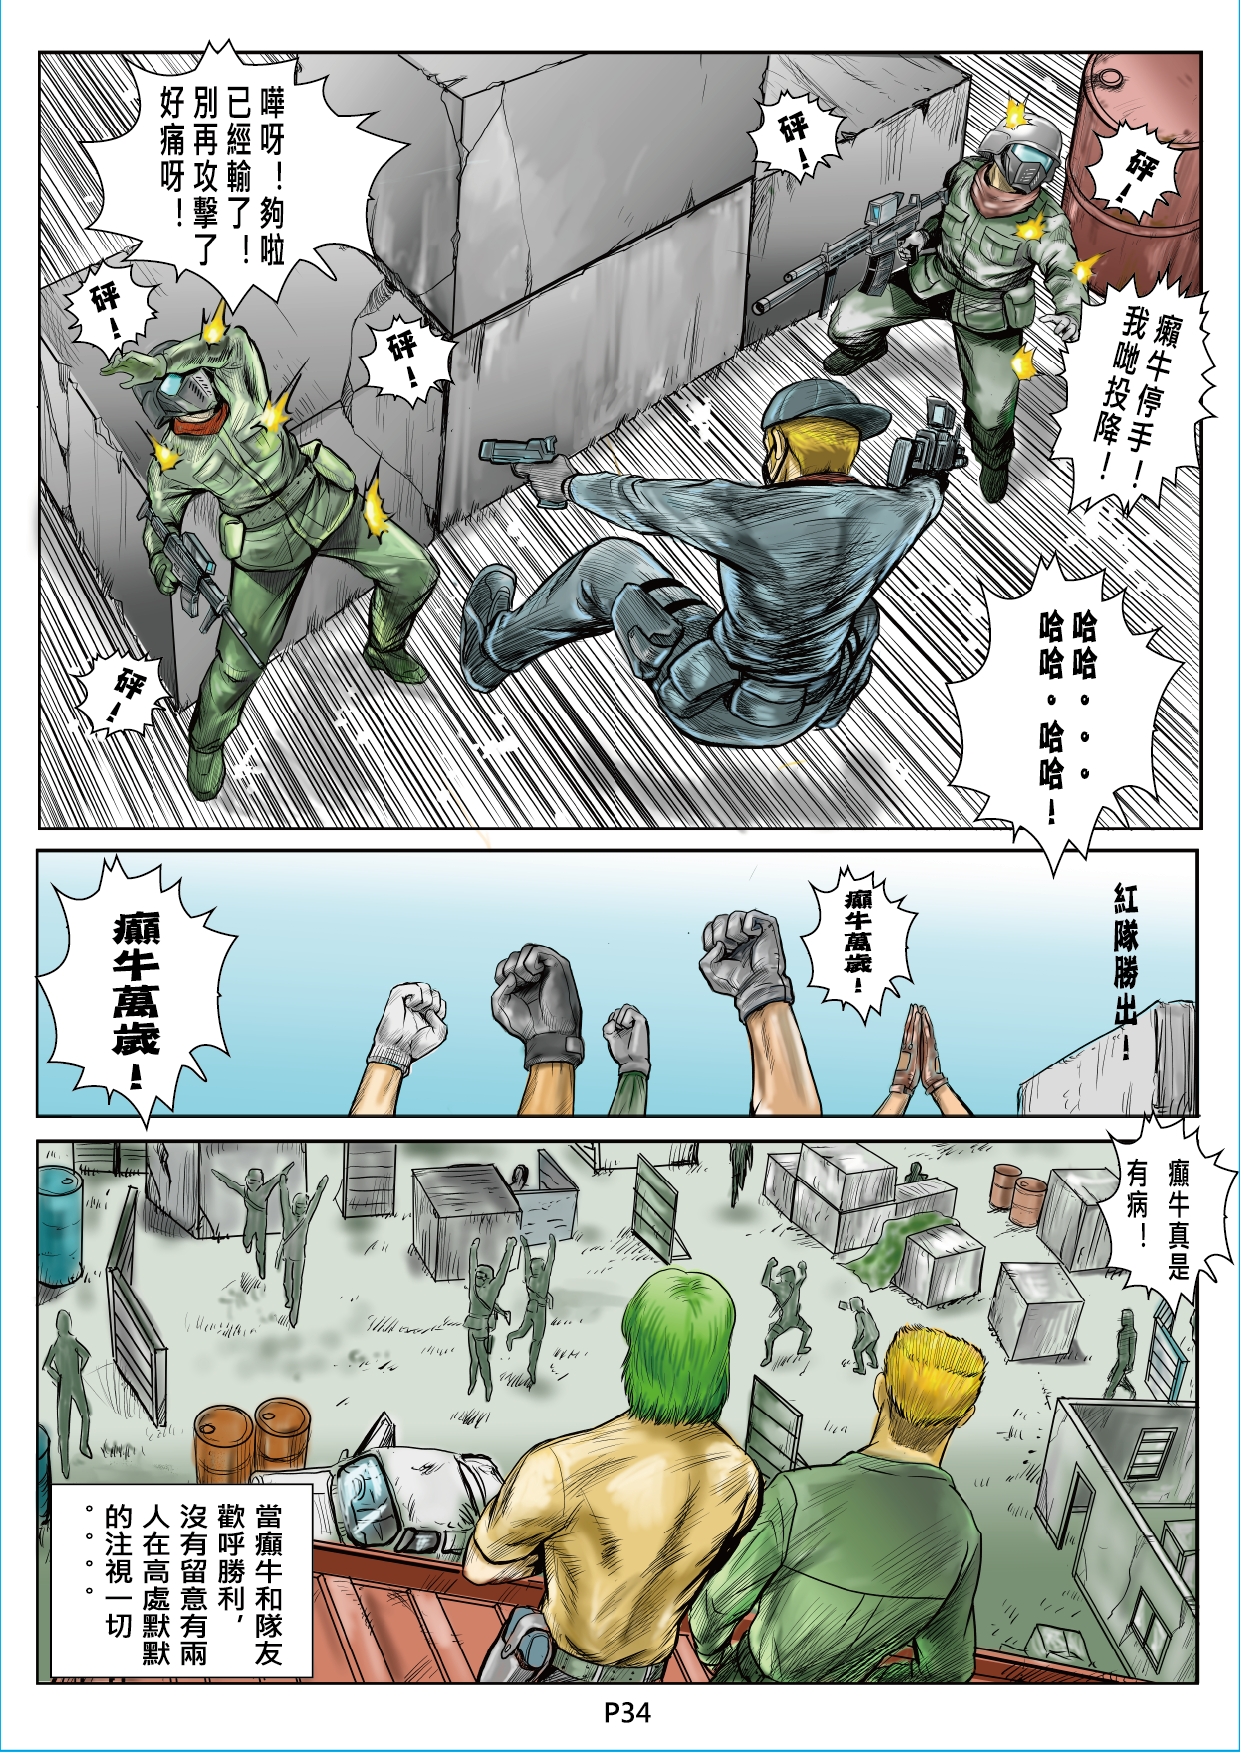 嘩呀！夠啦
已經輸了！
別再攻擊了
好痛呀！
砰！
砰！
砰！
砰！
砰！
癲牛停手！
我哋投降！
哈哈。。。
哈哈。哈哈！
紅隊勝出！
癲牛萬歲！
癲牛萬歲！
癲牛真是
有病！
當癲牛和隊友
歡呼勝利，
沒有留意有兩
人在高處默默
的注視一切
。。。。
P34